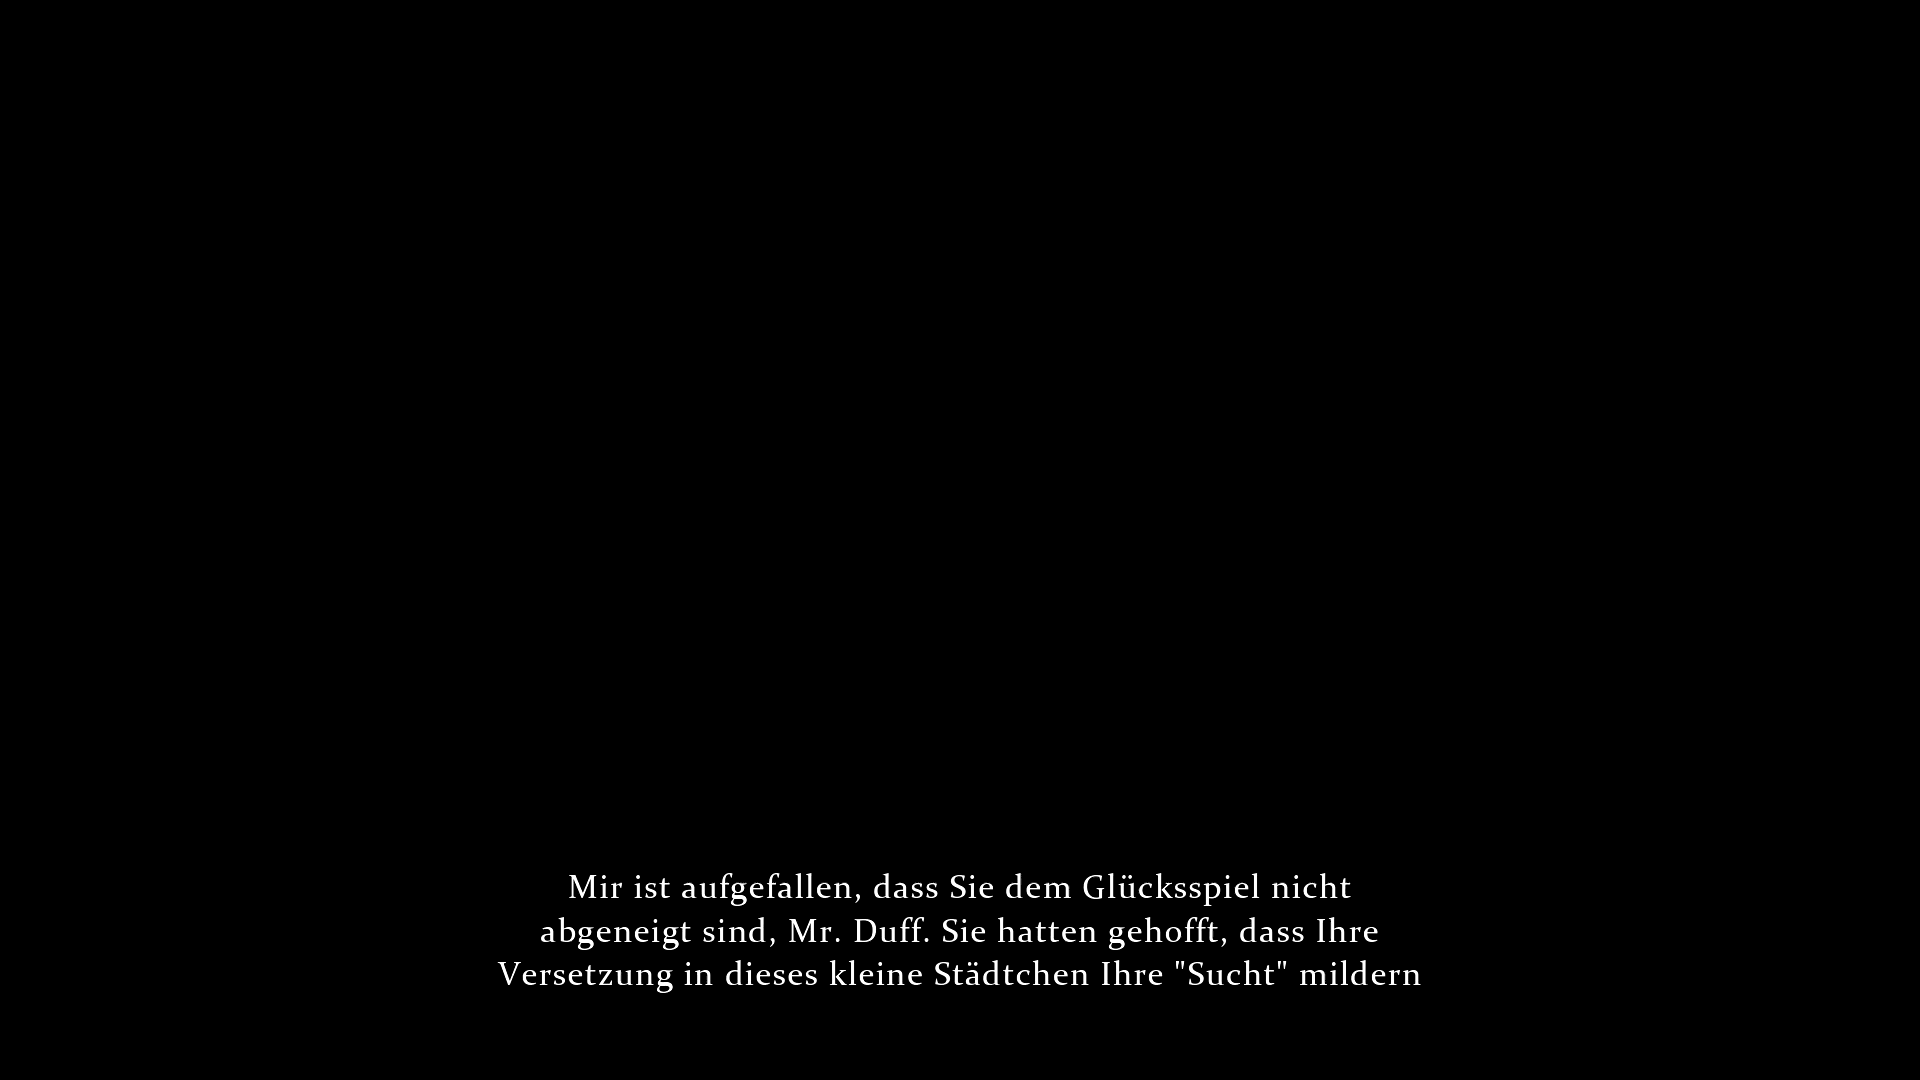 Mir ist aufgefallen, dass Sie dem Glücksspiel nicht
abgeneigt sind, Mr. Duff. Sie hatten gehofft, dass Ihre
Versetzung in dieses kleine Städtchen Ihre "Sucht" mildern